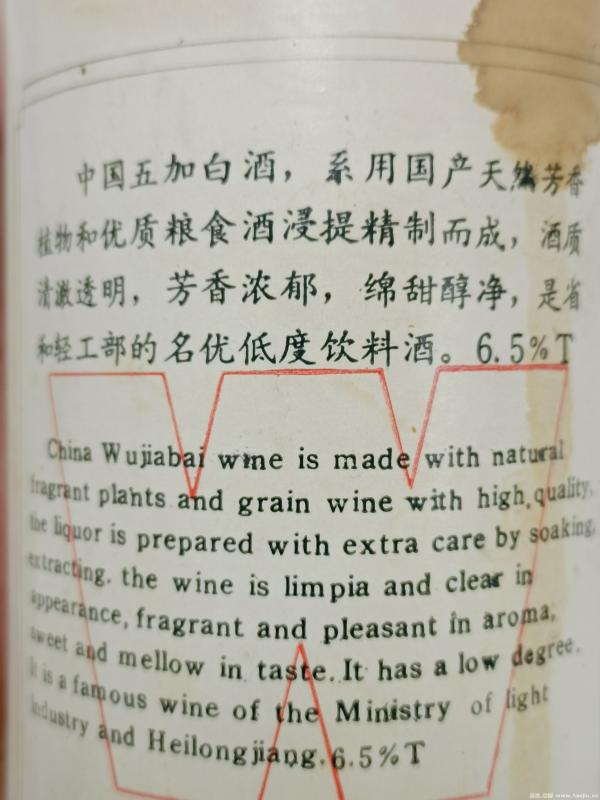 中国五加白酒，系用国产天然芳香
植物和优质粮食酒浸提精制而成，酒质
清澈透明，芳香浓郁，绵甜醇净，是省
和轻工部的名优低度饮料酒。6.5%T
China Wujiabai wine is made with natural
fragrant plants and grain wine with high quality,
the liquor is prepared with extra care by soaking,
extracting. the wine is limpia and clear in
appearance, fragrant and pleasant in aroma;
sweet and mellow in taste. It has a low degree.
It is a famous wine of the Ministry of light
industry and Heilongjiang. 6.5%T